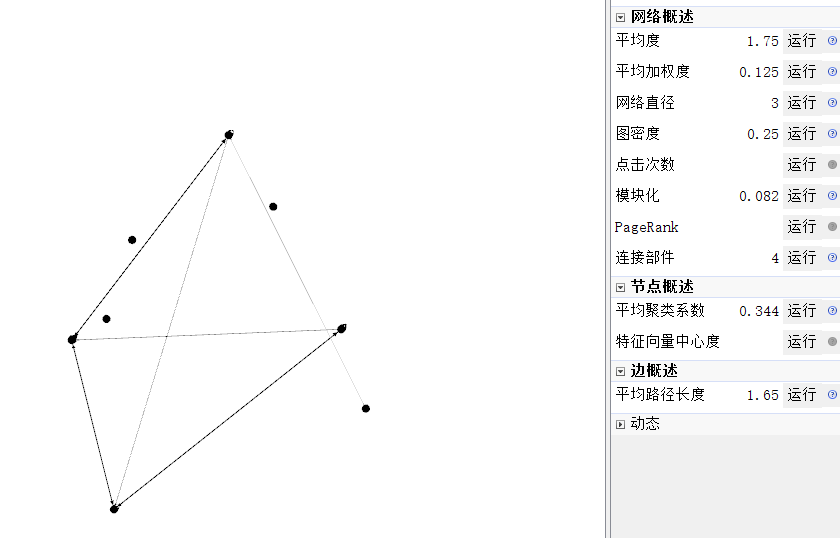 网络概述
平均度 1.75 运行
平均加权度 0.125 运行
网络直径 3 运行
图密度 0.25 运行
点击次数 运行
模块化 0.082 运行
PageRank 运行
连接部件 4 运行
节点概述
平均聚类系数 0.344 运行
特征向量中心度 运行
边概述
平均路径长度 1.65 运行
动态